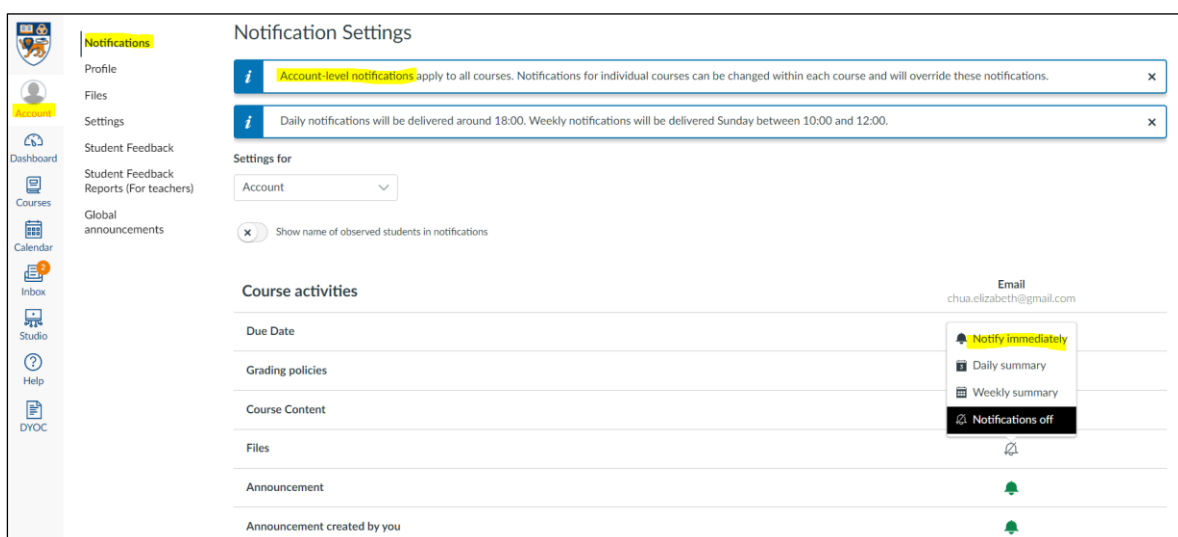 Account
Dashboard
Courses
Calendar
2
Inbox
Studio
Help
DYOC
Notifications
Profile
Files
Settings
Student Feedback
Student Feedback
Reports (For teachers)
Global
announcements
Notification Settings
Account-level notifications apply to all courses. Notifications for individual courses can be changed within each course and will override these notifications.
Daily notifications will be delivered around 18:00. Weekly notifications will be delivered Sunday between 10:00 and 12:00.
Settings for
Account
Show name of observed students in notifications
Course activities
Email
chua.elizabeth@gmail.com
Due Date
Grading policies
Course Content
Files
Announcement
Announcement created by you
Notify immediately
Daily summary
Weekly summary
Notifications off